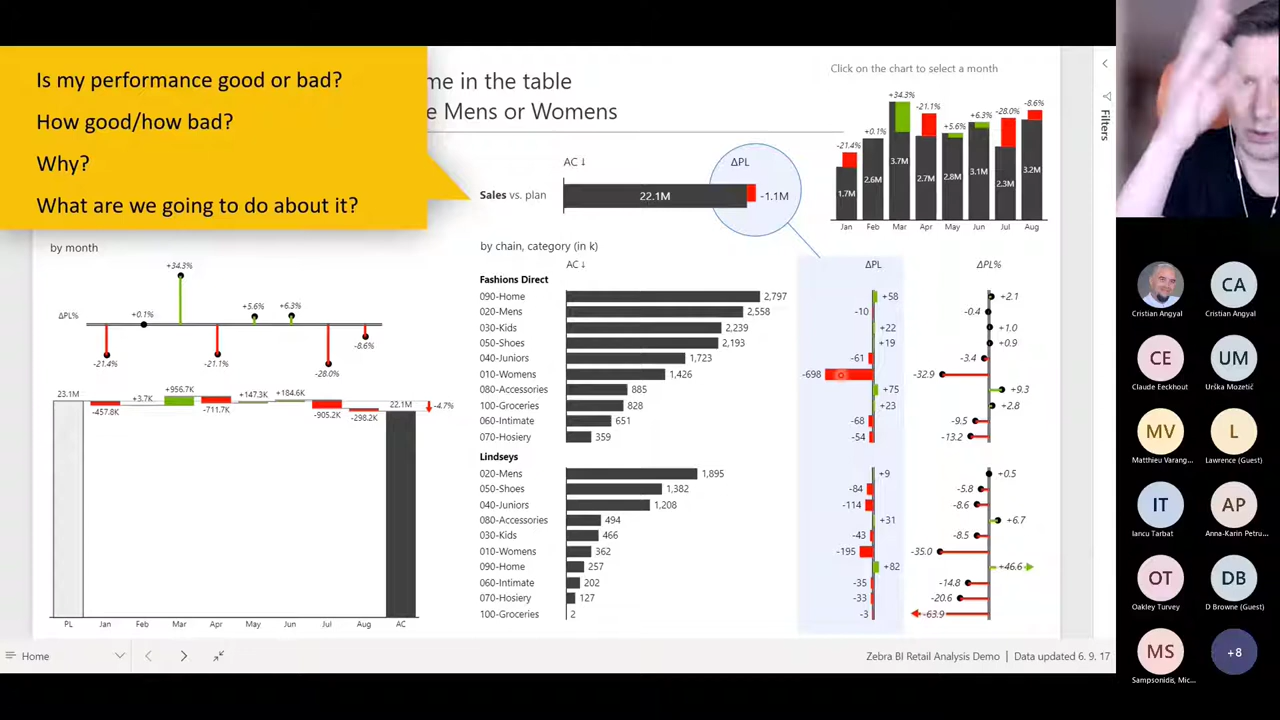 Is my performance good or bad?
How good/how bad?
Why?
What are we going to do about it?
me in the table
e Mens or Womens
Click on the chart to select a month
-21.4%
+0.1%
+34.3%
-21.1%
+5.6%
+6.3%
-28.0%
-8.6%
1.7M
2.6M
3.7M
2.7M
2.8M
3.1M
2.3M
3.2M
Jan Feb Mar Apr May Jun Jul Aug
Filters
AC ↓ ΔPL
Sales vs. plan 22.1M -1.1M
by month
ΔPL%
-21.4%
+0.1%
+34.3%
-21.1%
+5.6%
+6.3%
-28.0%
-8.6%
23.1M
-457.8K
+3.7K
+956.7K
-711.7K
+147.3K
+184.6K
-905.2K
-298.2K
22.1M
-4.7%
PL Jan Feb Mar Apr May Jun Jul Aug AC
by chain, category (in k)
AC ↓ ΔPL ΔPL%
Fashions Direct
090-Home 2,797 +58 +2.1
020-Mens 2,558 -10 -0.4
030-Kids 2,239 +22 +1.0
050-Shoes 2,193 +19 +0.9
040-Juniors 1,723 -61 -3.4
010-Womens 1,426 -698 -32.9
080-Accessories 885 +75 +9.3
100-Groceries 828 +23 +2.8
060-Intimate 651 -68 -9.5
070-Hosiery 359 -54 -13.2
Lindseys
020-Mens 1,895 +9 +0.5
050-Shoes 1,382 -84 -5.8
040-Juniors 1,208 -114 -8.6
080-Accessories 494 +31 +6.7
030-Kids 466 -43 -8.5
010-Womens 362 -195 -35.0
090-Home 257 +82 +46.6
060-Intimate 202 -35 -14.8
070-Hosiery 127 -33 -20.6
100-Groceries 2 -3 -63.9
Home
Zebra BI Retail Analysis Demo | Data updated 6. 9. 17
Cristian Angyal
CA
Cristian Angyal
CE
Claude Eeckhout
UM
Urška Mozetič
MV
Matthieu Varang...
L
Lawrence (Guest)
IT
Iancu Tarbat
AP
Anna-Karin Petru...
OT
Oakley Turvey
DB
D Browne (Guest)
MS
Sampsonidis, Mic...
+8